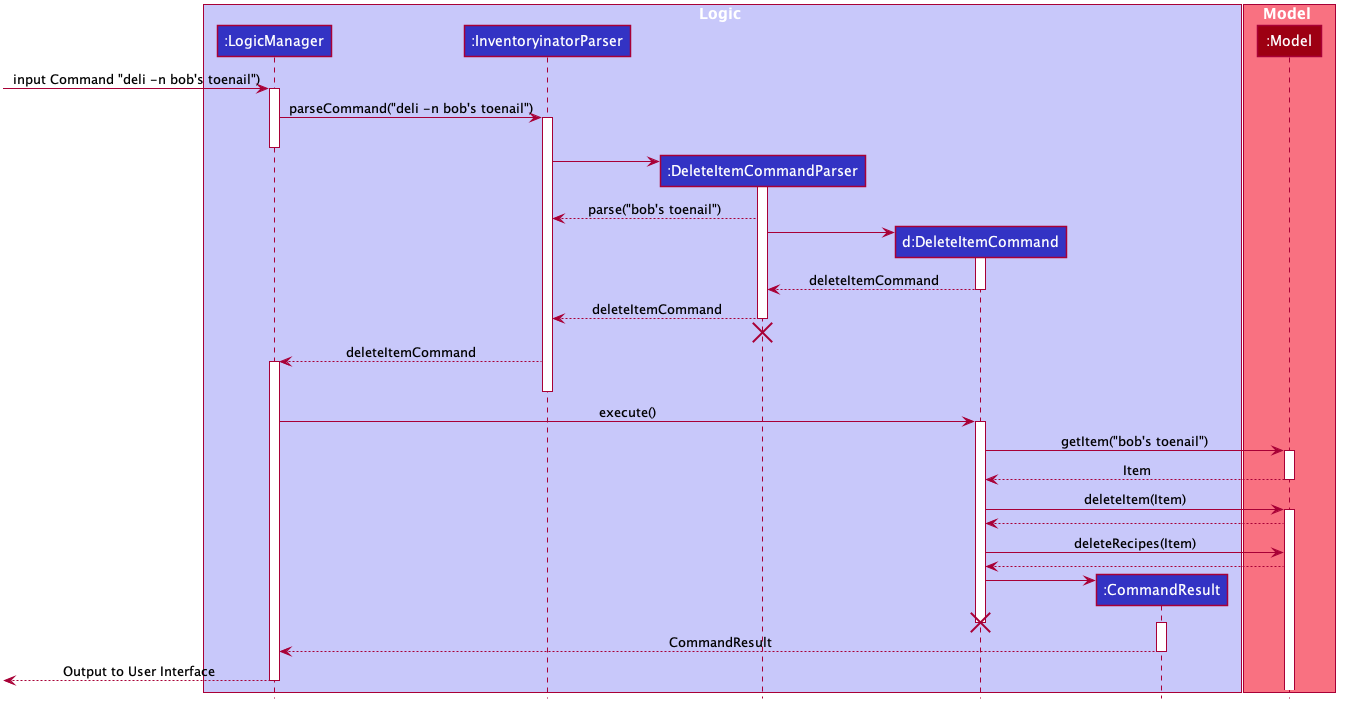 Logic
Model
:LogicManager
:InventoryinatorParser
:Model
input Command "deli -n bob's toenail")
parseCommand("deli -n bob's toenail")
:DeleteItemCommandParser
parse("bob's toenail")
d:DeleteItemCommand
deleteItemCommand
deleteItemCommand
deleteItemCommand
execute()
getItem("bob's toenail")
Item
deleteItem(Item)
deleteRecipes(Item)
:CommandResult
CommandResult
Output to User Interface